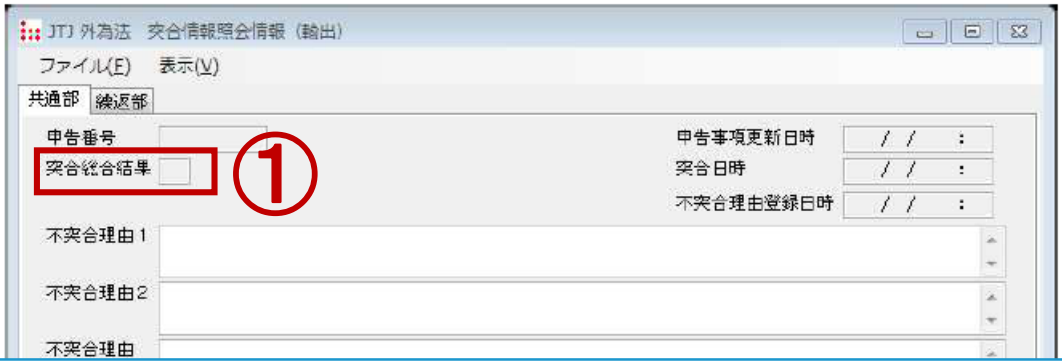 JTJ 外為法 突合情報照会情報（輸出）
ファイル(F) 表示(V)
共通部 繰返部
申告番号 申告事項更新日時 / / :
突合総合結果 ① 突合日時 / / :
不突合理由登録日時 / / :
不突合理由1
不突合理由2
不突合理由